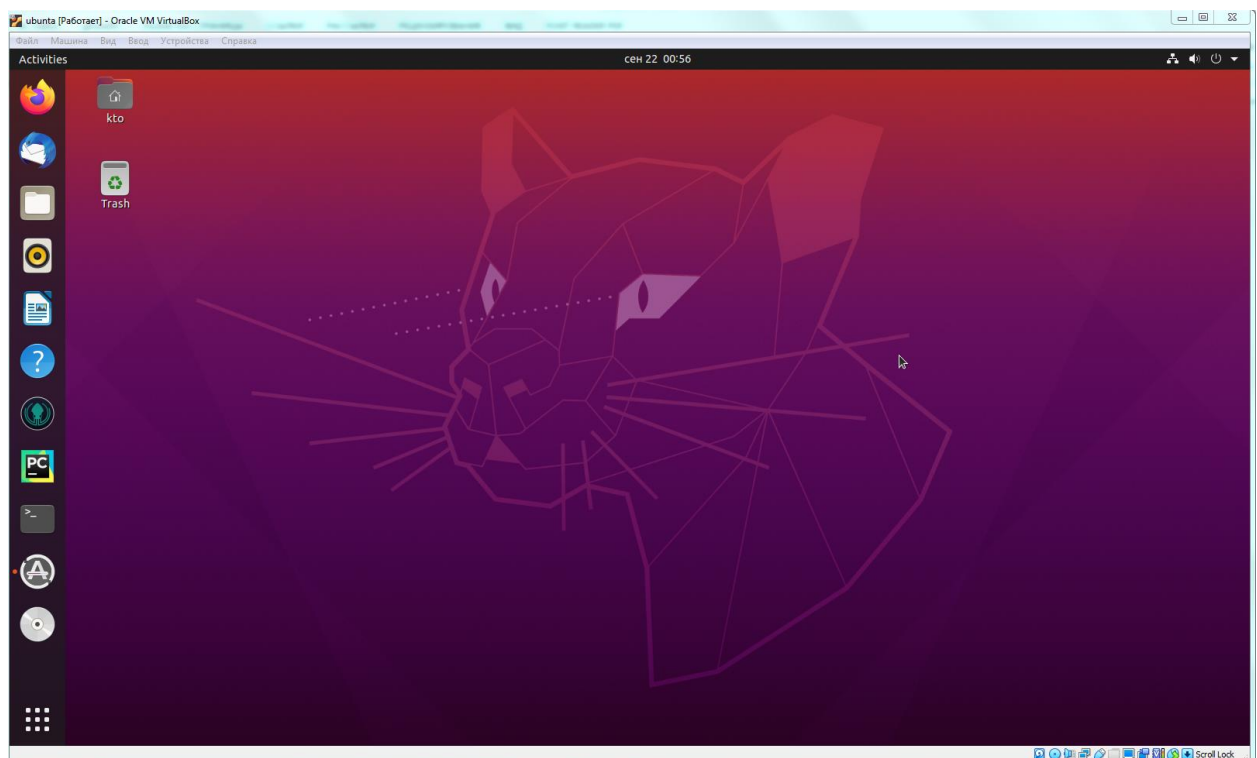 ubunta [Работает] - Oracle VM VirtualBox
Файл Машина Вид Ввод Устройства Справка
Activities
сен 22 00:56
kto
Trash
PC
Scroll Lock